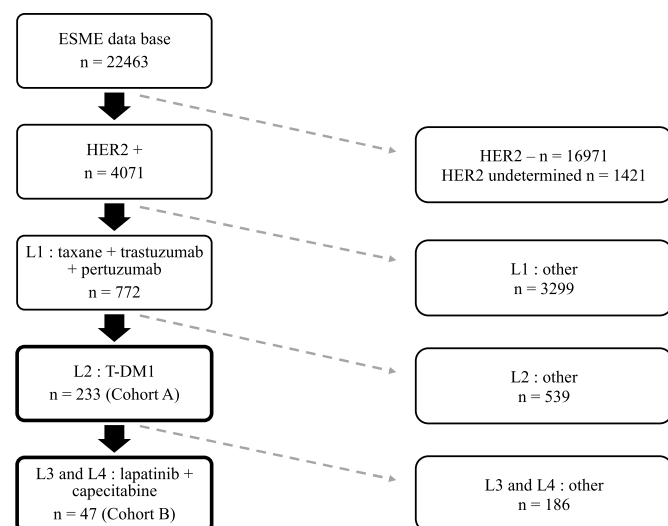 ESME data base
n = 22463
HER2 +
n = 4071
HER2 – n = 16971
HER2 undetermined n = 1421
L1 : taxane + trastuzumab
+ pertuzumab
n = 772
L1 : other
n = 3299
L2 : T-DM1
n = 233 (Cohort A)
L2 : other
n = 539
L3 and L4 : lapatinib +
capecitabine
n = 47 (Cohort B)
L3 and L4 : other
n = 186